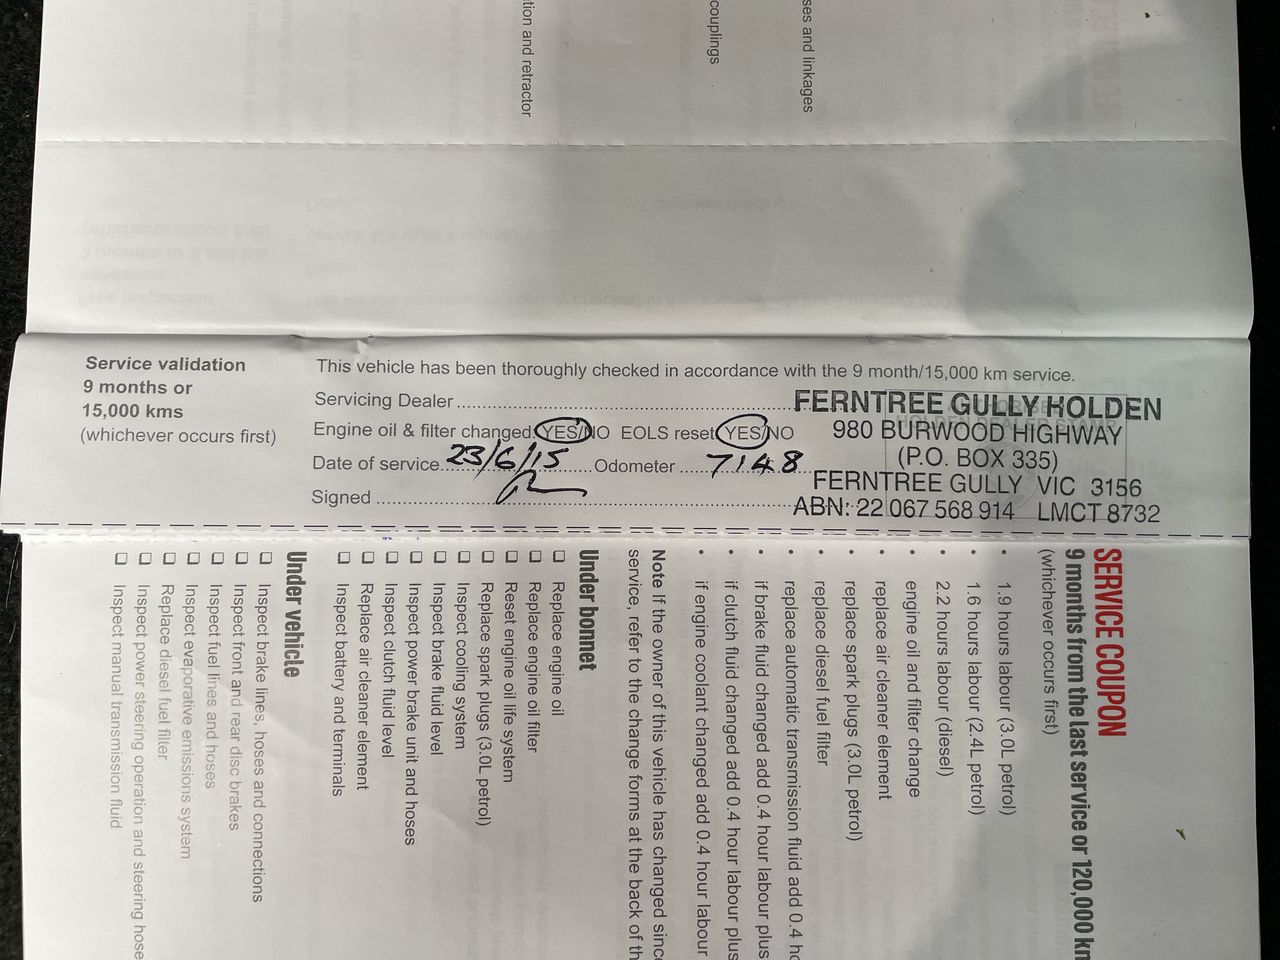 tion and retractor
couplings
ses and linkages
Service validation
9 months or
15,000 kms
(whichever occurs first)
This vehicle has been thoroughly checked in accordance with the 9 month/15,000 km service.
Servicing Dealer
Engine oil & filter changed YES/NO EOLS reset YES/NO
Date of service 23/6/15 Odometer 7148
Signed
FERNTREE GULLY HOLDEN
980 BURWOOD HIGHWAY
(P.O. BOX 335)
FERNTREE GULLY VIC 3156
ABN: 22 067 568 914 LMCT 8732
SERVICE COUPON
9 months from the last service or 120,000 km
(whichever occurs first)
• 1.9 hours labour (3.0L petrol)
• 1.6 hours labour (2.4L petrol)
• 2.2 hours labour (diesel)
• engine oil and filter change
• replace air cleaner element
• replace spark plugs (3.0L petrol)
• replace diesel fuel filter
• replace automatic transmission fluid add 0.4 ho
• if brake fluid changed add 0.4 hour labour plus
• if clutch fluid changed add 0.4 hour labour plus
• if engine coolant changed add 0.4 hour labour
Note If the owner of this vehicle has changed since
service, refer to the change forms at the back of th
Under bonnet
☐ Replace engine oil
☐ Replace engine oil filter
☐ Reset engine oil life system
☐ Replace spark plugs (3.0L petrol)
☐ Inspect cooling system
☐ Inspect brake fluid level
☐ Inspect power brake unit and hoses
☐ Inspect clutch fluid level
☐ Replace air cleaner element
☐ Inspect battery and terminals
Under vehicle
☐ Inspect brake lines, hoses and connections
☐ Inspect front and rear disc brakes
☐ Inspect fuel lines and hoses
☐ Inspect evaporative emissions system
☐ Replace diesel fuel filter
☐ Inspect power steering operation and steering hose
☐ Inspect manual transmission fluid